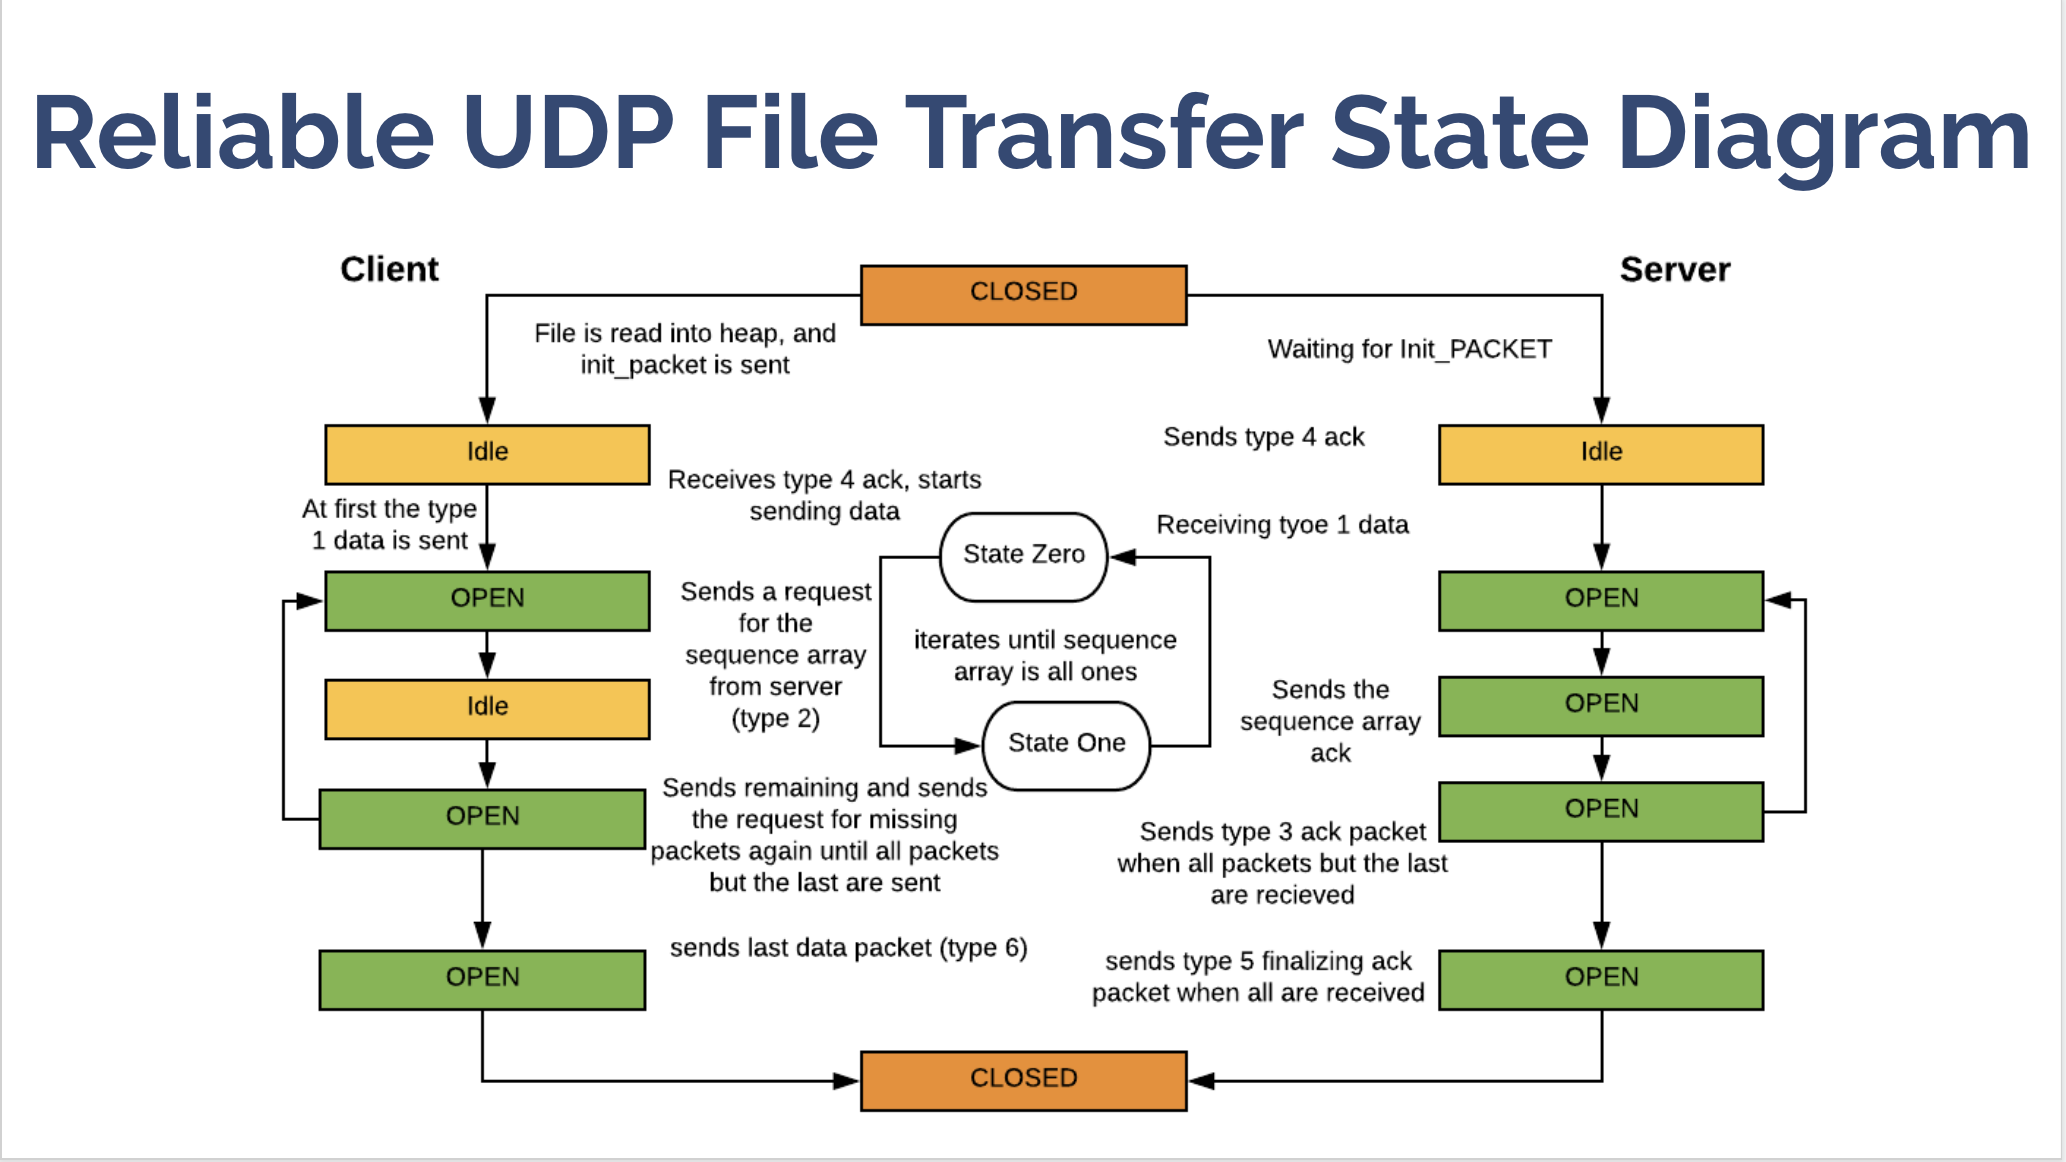 Reliable UDP File Transfer State Diagram
Client
CLOSED
Server
File is read into heap, and
init_packet is sent
Waiting for Init_PACKET
Idle
Sends type 4 ack
Idle
Receives type 4 ack, starts
sending data
At first the type
1 data is sent
State Zero
Receiving tyoe 1 data
OPEN
Sends a request
for the
sequence array
from server
(type 2)
iterates until sequence
array is all ones
OPEN
Idle
State One
Sends the
sequence array
ack
OPEN
OPEN
Sends remaining and sends
the request for missing
packets again until all packets
but the last are sent
Sends type 3 ack packet
when all packets but the last
are recieved
OPEN
OPEN
sends last data packet (type 6)
sends type 5 finalizing ack
packet when all are received
OPEN
CLOSED